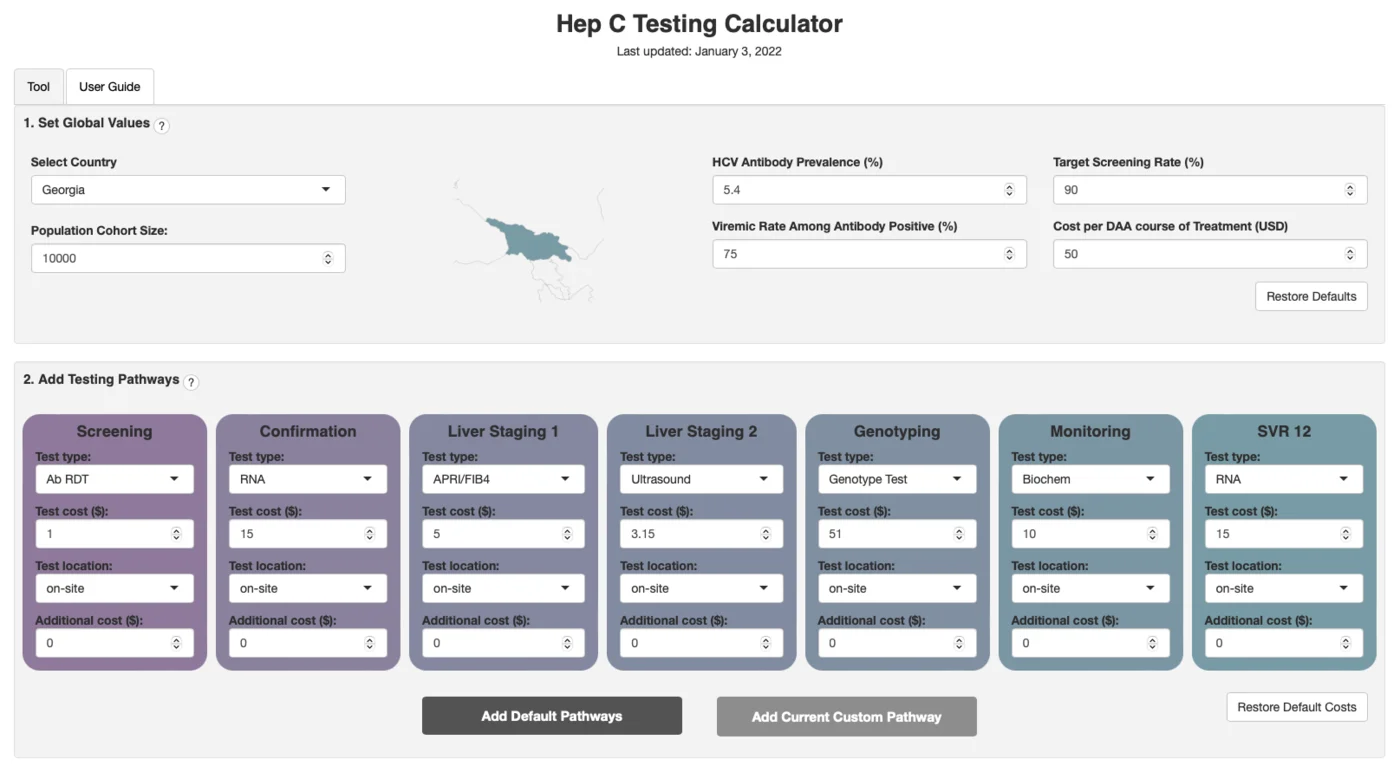 Hep C Testing Calculator
Last updated: January 3, 2022
Tool
User Guide
1. Set Global Values ?
Select Country
Georgia
Population Cohort Size:
10000
HCV Antibody Prevalence (%)
5.4
Viremic Rate Among Antibody Positive (%)
75
Target Screening Rate (%)
90
Cost per DAA course of Treatment (USD)
50
Restore Defaults
2. Add Testing Pathways ?
Screening
Test type:
Ab RDT
Test cost ($):
1
Test location:
on-site
Additional cost ($):
0
Confirmation
Test type:
RNA
Test cost ($):
15
Test location:
on-site
Additional cost ($):
0
Liver Staging 1
Test type:
APRI/FIB4
Test cost ($):
5
Test location:
on-site
Additional cost ($):
0
Liver Staging 2
Test type:
Ultrasound
Test cost ($):
3.15
Test location:
on-site
Additional cost ($):
0
Genotyping
Test type:
Genotype Test
Test cost ($):
51
Test location:
on-site
Additional cost ($):
0
Monitoring
Test type:
Biochem
Test cost ($):
10
Test location:
on-site
Additional cost ($):
0
SVR 12
Test type:
RNA
Test cost ($):
15
Test location:
on-site
Additional cost ($):
0
Add Default Pathways
Add Current Custom Pathway
Restore Default Costs